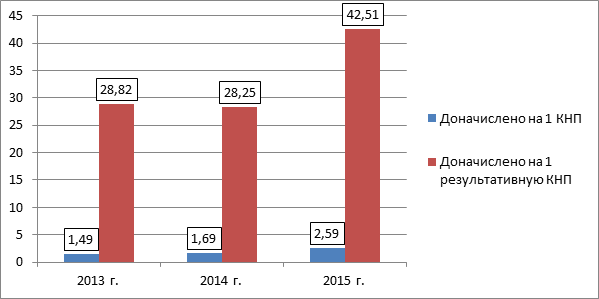 45
40
35
30
25
20
15
10
5
0
28,82
28,25
42,51
1,49
1,69
2,59
2013 г.
2014 г.
2015 г.
Доначислено на 1 КНП
Доначислено на 1
результативную КНП